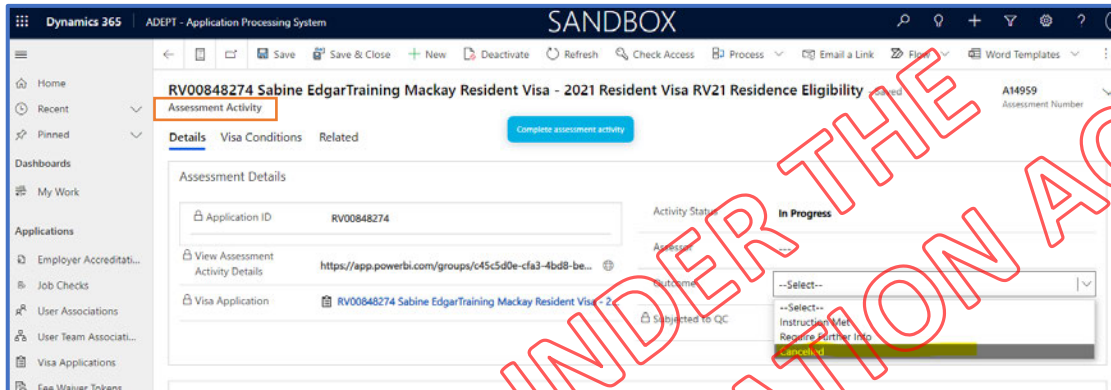 Dynamics 365 ADEPT - Application Processing System SANDBOX
Save Save & Close + New Deactivate Refresh Check Access Process Email a Link Flow Word Templates
Home
Recent
Pinned
Dashboards
My Work
Applications
Employer Accreditati...
Job Checks
User Associations
User Team Associati...
Visa Applications
Fee Waiver Tokens
RV00848274 Sabine EdgarTraining Mackay Resident Visa - 2021 Resident Visa RV21 Residence Eligibility - Saved
Assessment Activity
A14959
Assessment Number
Details Visa Conditions Related
Complete assessment activity
Assessment Details
Application ID RV00848274
View Assessment
Activity Details
https://app.powerbi.com/groups/c45c5d0e-cfa3-4bd8-be...
Visa Application RV00848274 Sabine EdgarTraining Mackay Resident Visa - 2...
Activity Status In Progress
Assessor ---
Outcome --Select--
--Select--
Instruction Met
Require Further Info
Cancelled
Subjected to QC
UNDER THE